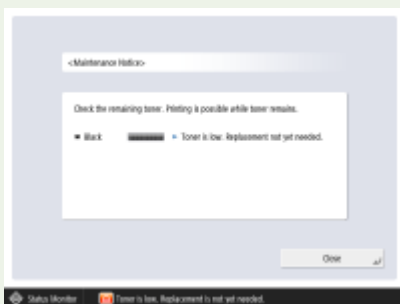 <Maintenance Notice>
Check the remaining toner. Printing is possible while toner remains.
Black Toner is low. Replacement not yet needed.
Close
Status Monitor Toner is low. Replacement is not yet needed.